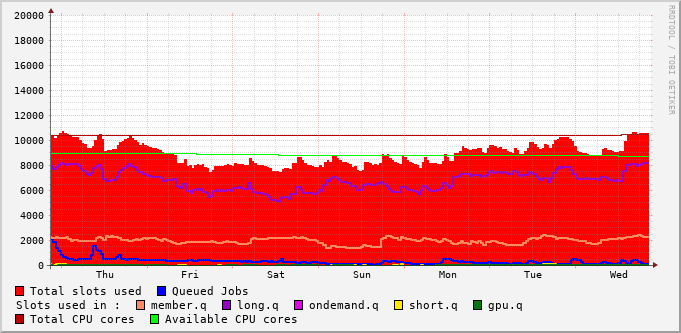 20000
18000
16000
14000
12000
10000
8000
6000
4000
2000
0
Thu Fri Sat Sun Mon Tue Wed
RRDTOOL / TOBI OETIKER
Total slots used Queued Jobs
Slots used in : member.q long.q ondemand.q short.q gpu.q
Total CPU cores Available CPU cores